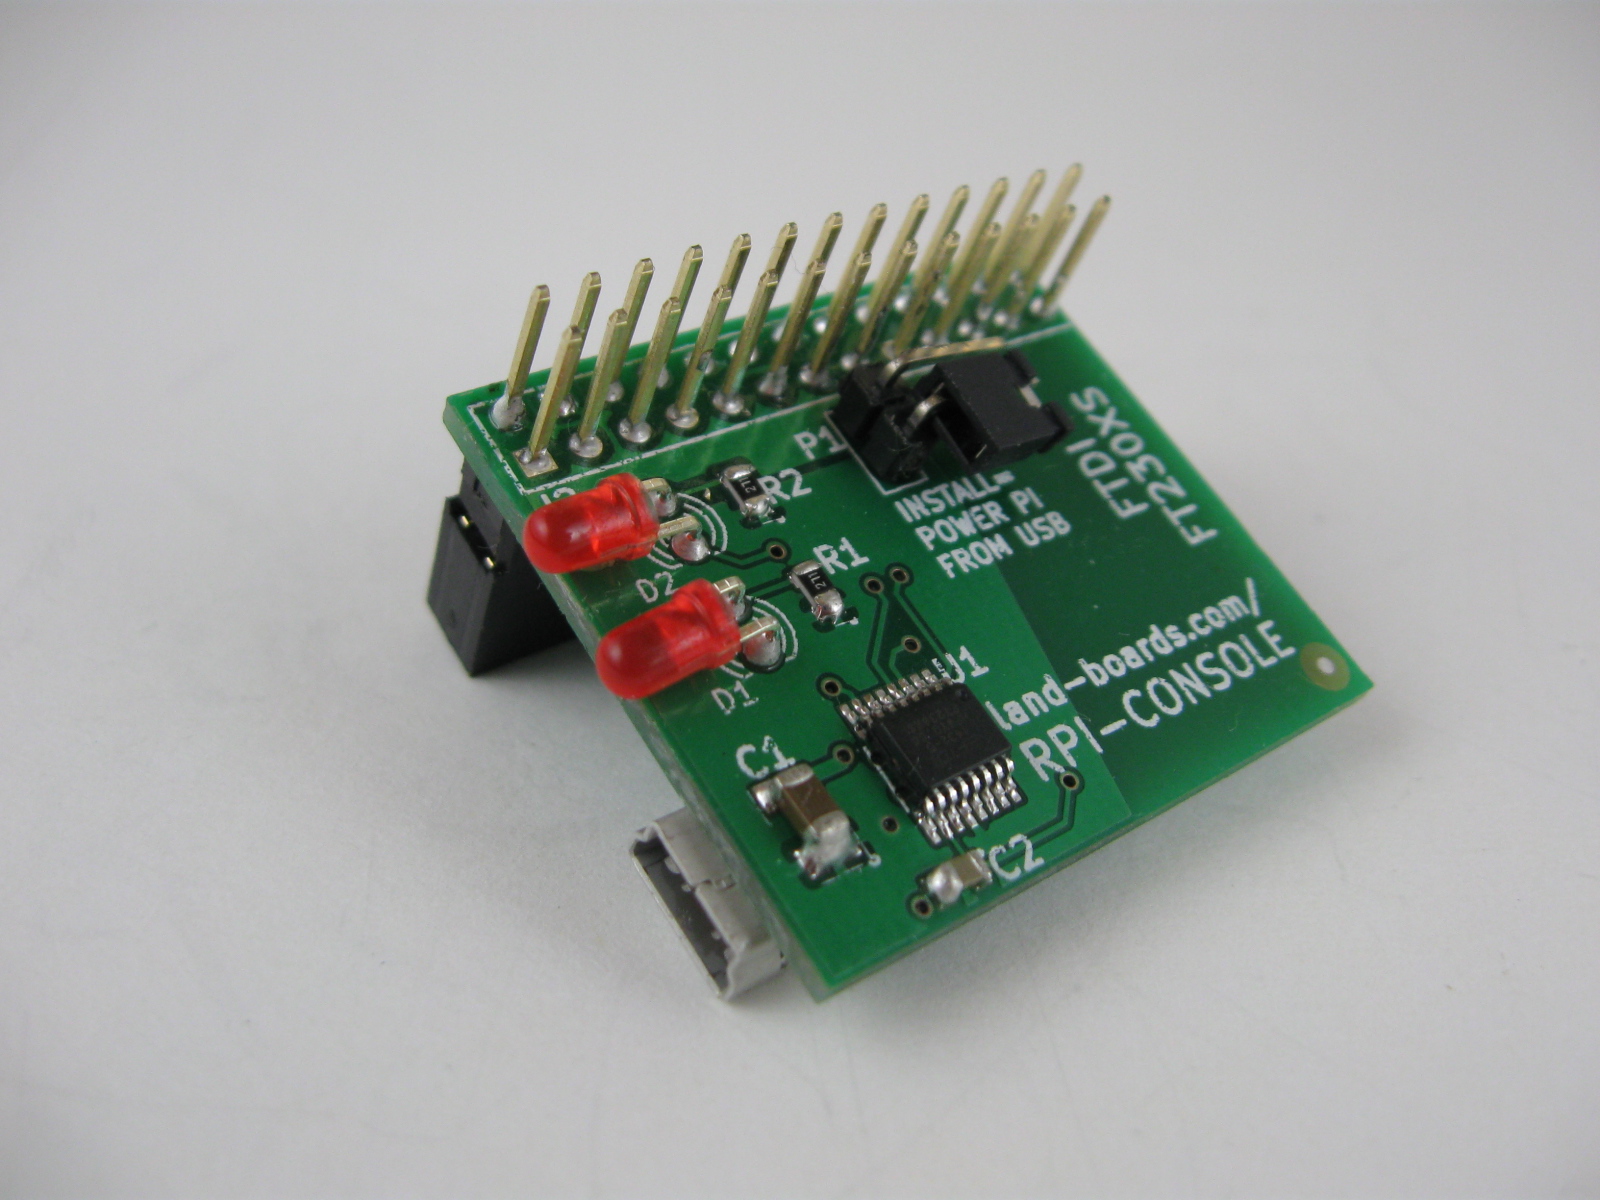 P1
R2
INSTALL=
POWER PI
FROM USB
FTDI
FT230XS
D2
R1
D1
U1
land-boards.com/
RPI-CONSOLE
C1
C2